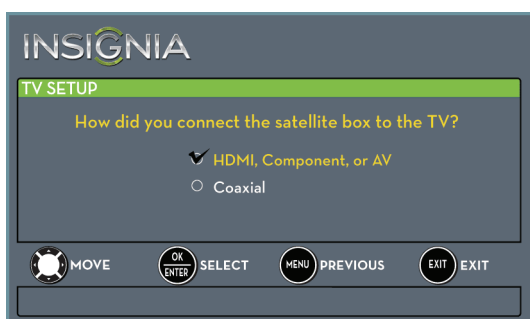 INSIGNIA
TV SETUP
How did you connect the satellite box to the TV?
HDMI, Component, or AV
Coaxial
MOVE OK ENTER SELECT MENU PREVIOUS EXIT EXIT